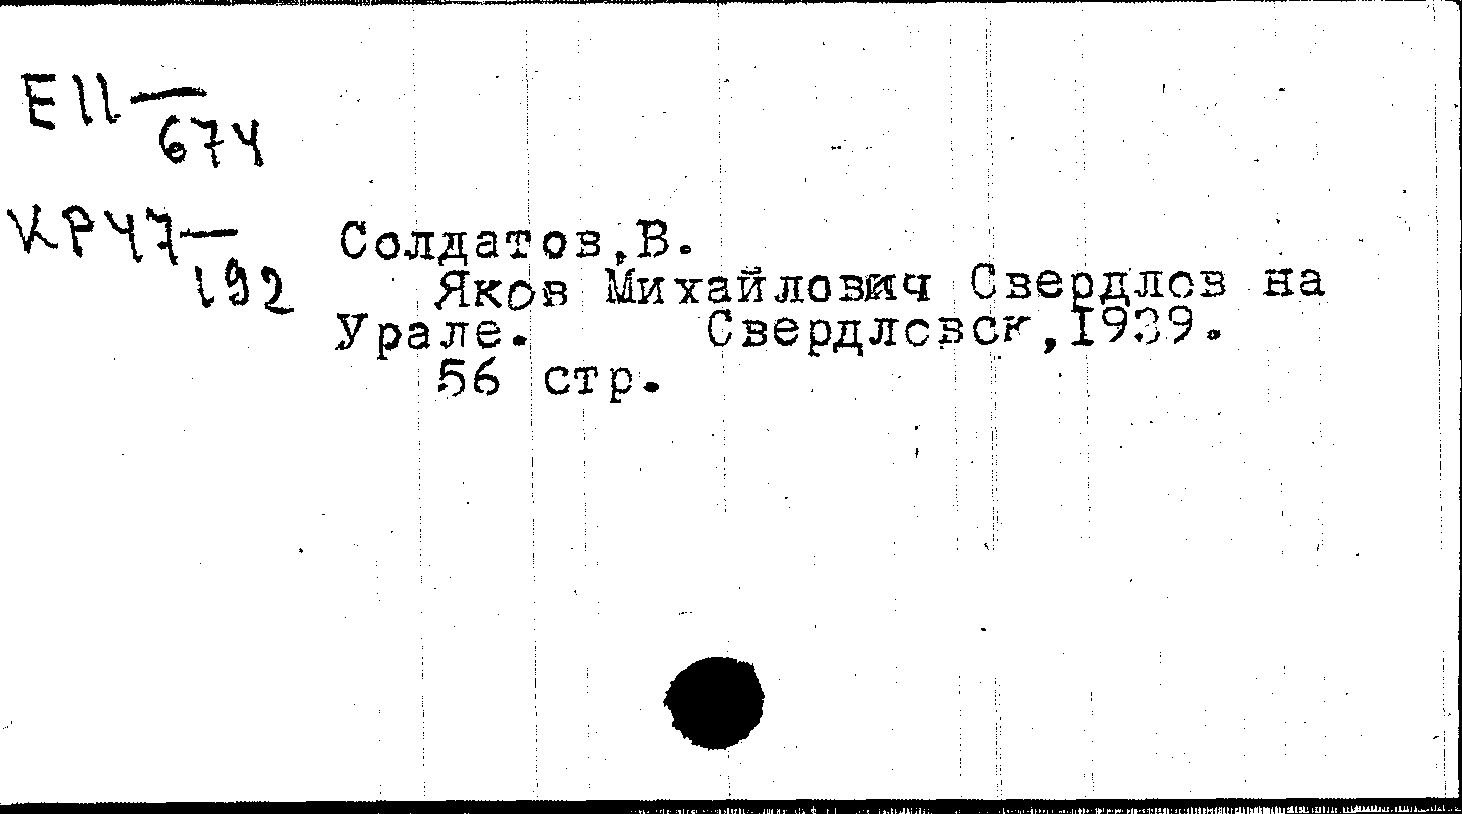 Е11—
674
КР47—
192
Солдатов,В.
Яков Михайлович Свердлов на
Урале. Свердловск,1939.
56 стр.